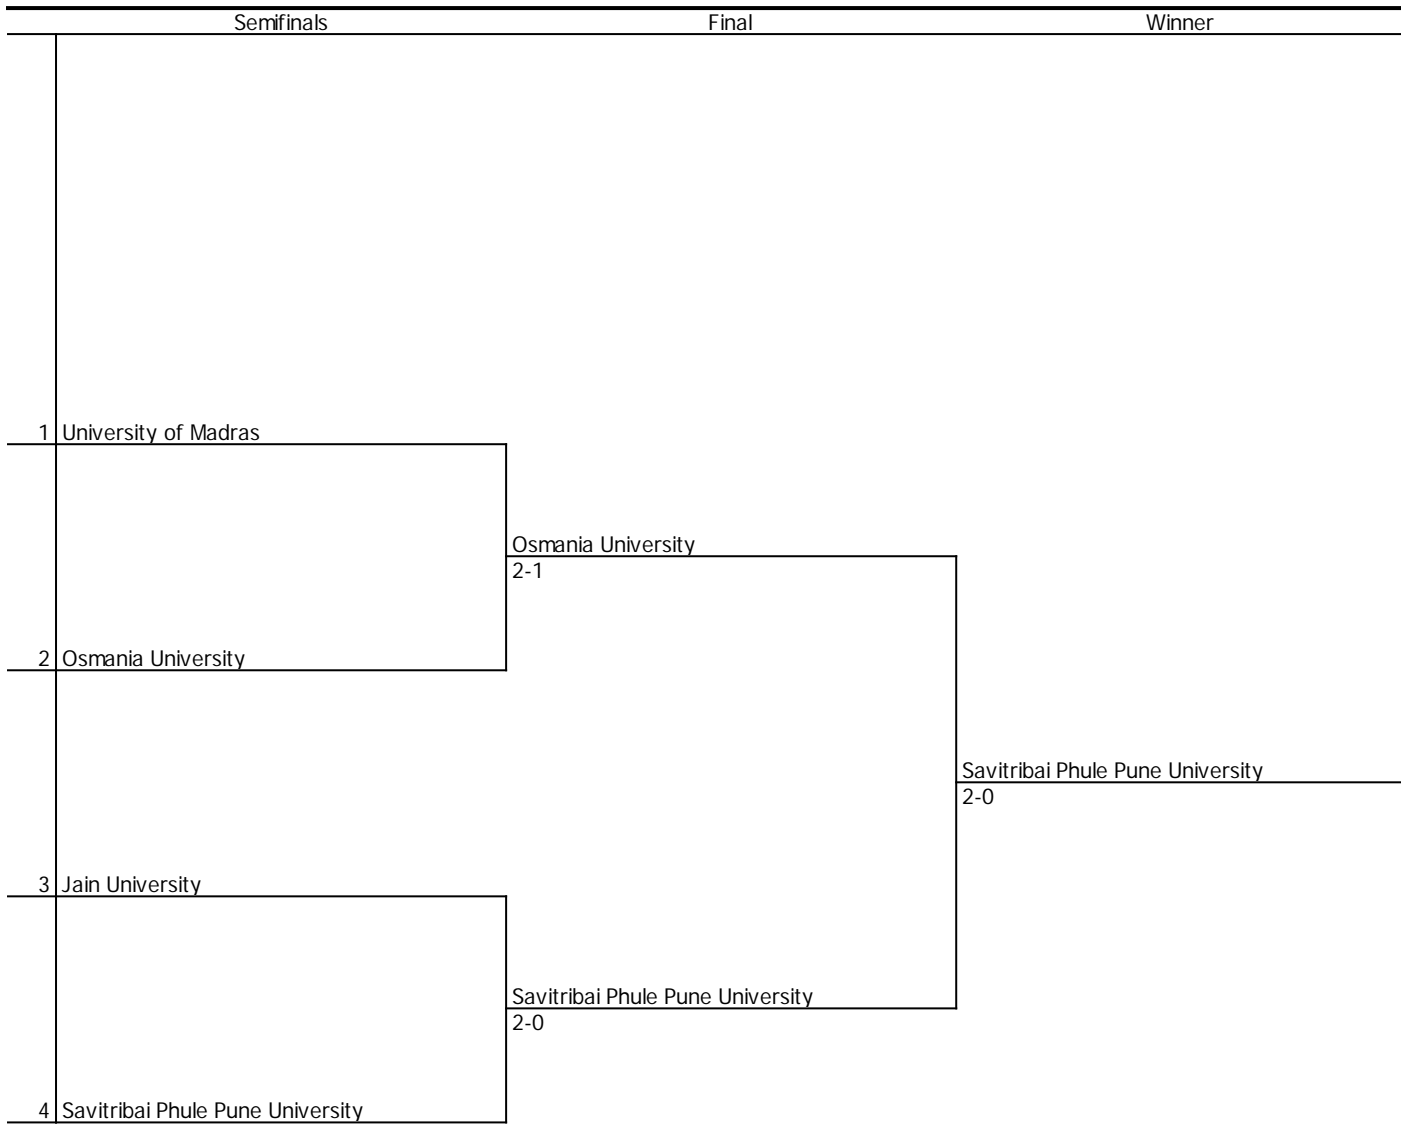 Semifinals Final Winner
1 University of Madras
Osmania University
2-1
2 Osmania University
Savitribai Phule Pune University
2-0
3 Jain University
Savitribai Phule Pune University
2-0
4 Savitribai Phule Pune University